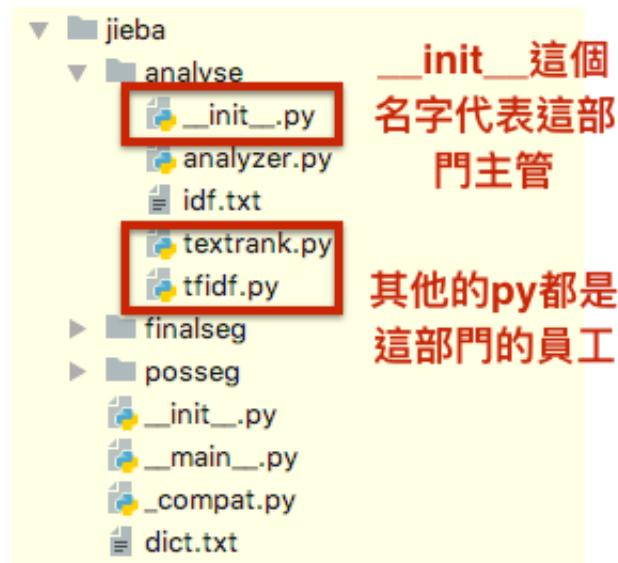 jieba
analyse
__init__.py
analyzer.py
idf.txt
textrank.py
tfidf.py
finalseg
posseg
__init__.py
__main__.py
_compat.py
dict.txt
__init__這個
名字代表這部
門主管
其他的py都是
這部門的員工